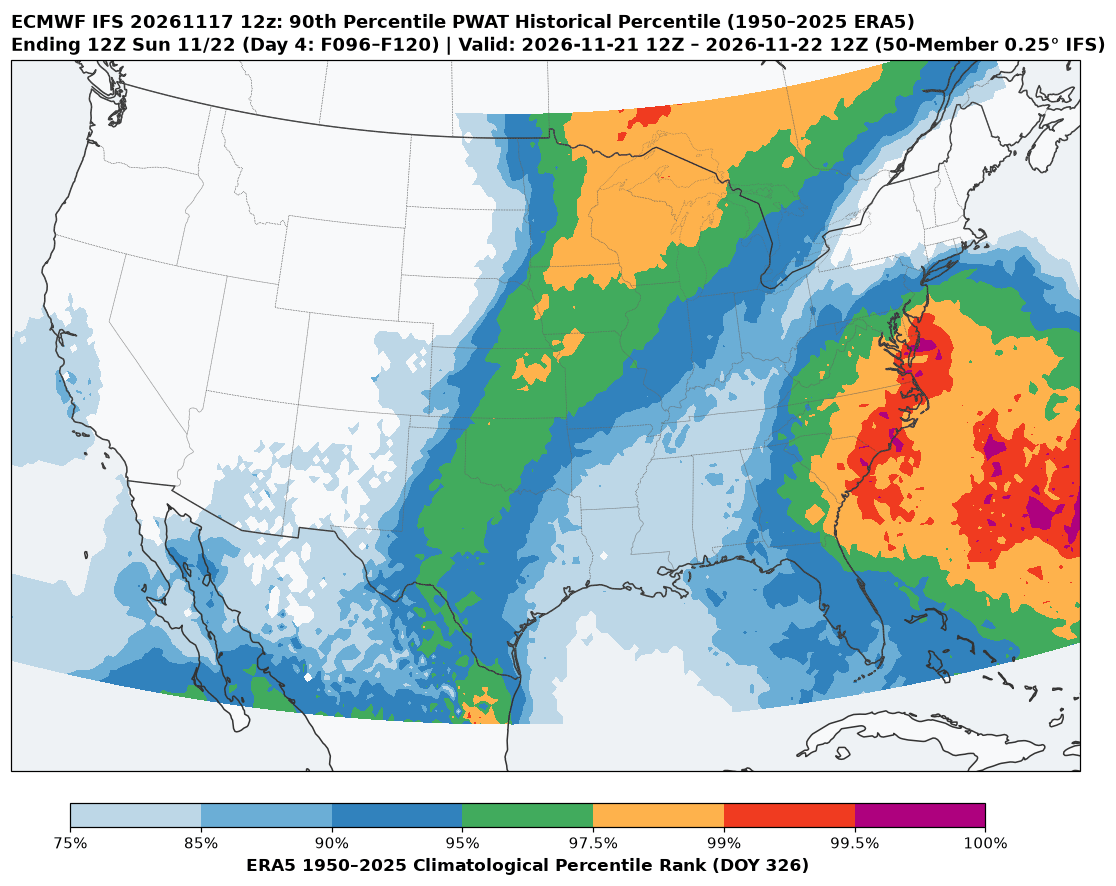 ECMWF IFS 20261117 12z: 90th Percentile PWAT Historical Percentile (1950–2025 ERA5)
Ending 12Z Sun 11/22 (Day 4: F096–F120) | Valid: 2026-11-21 12Z – 2026-11-22 12Z (50-Member 0.25° IFS)
75% 85% 90% 95% 97.5% 99% 99.5% 100%
ERA5 1950–2025 Climatological Percentile Rank (DOY 326)